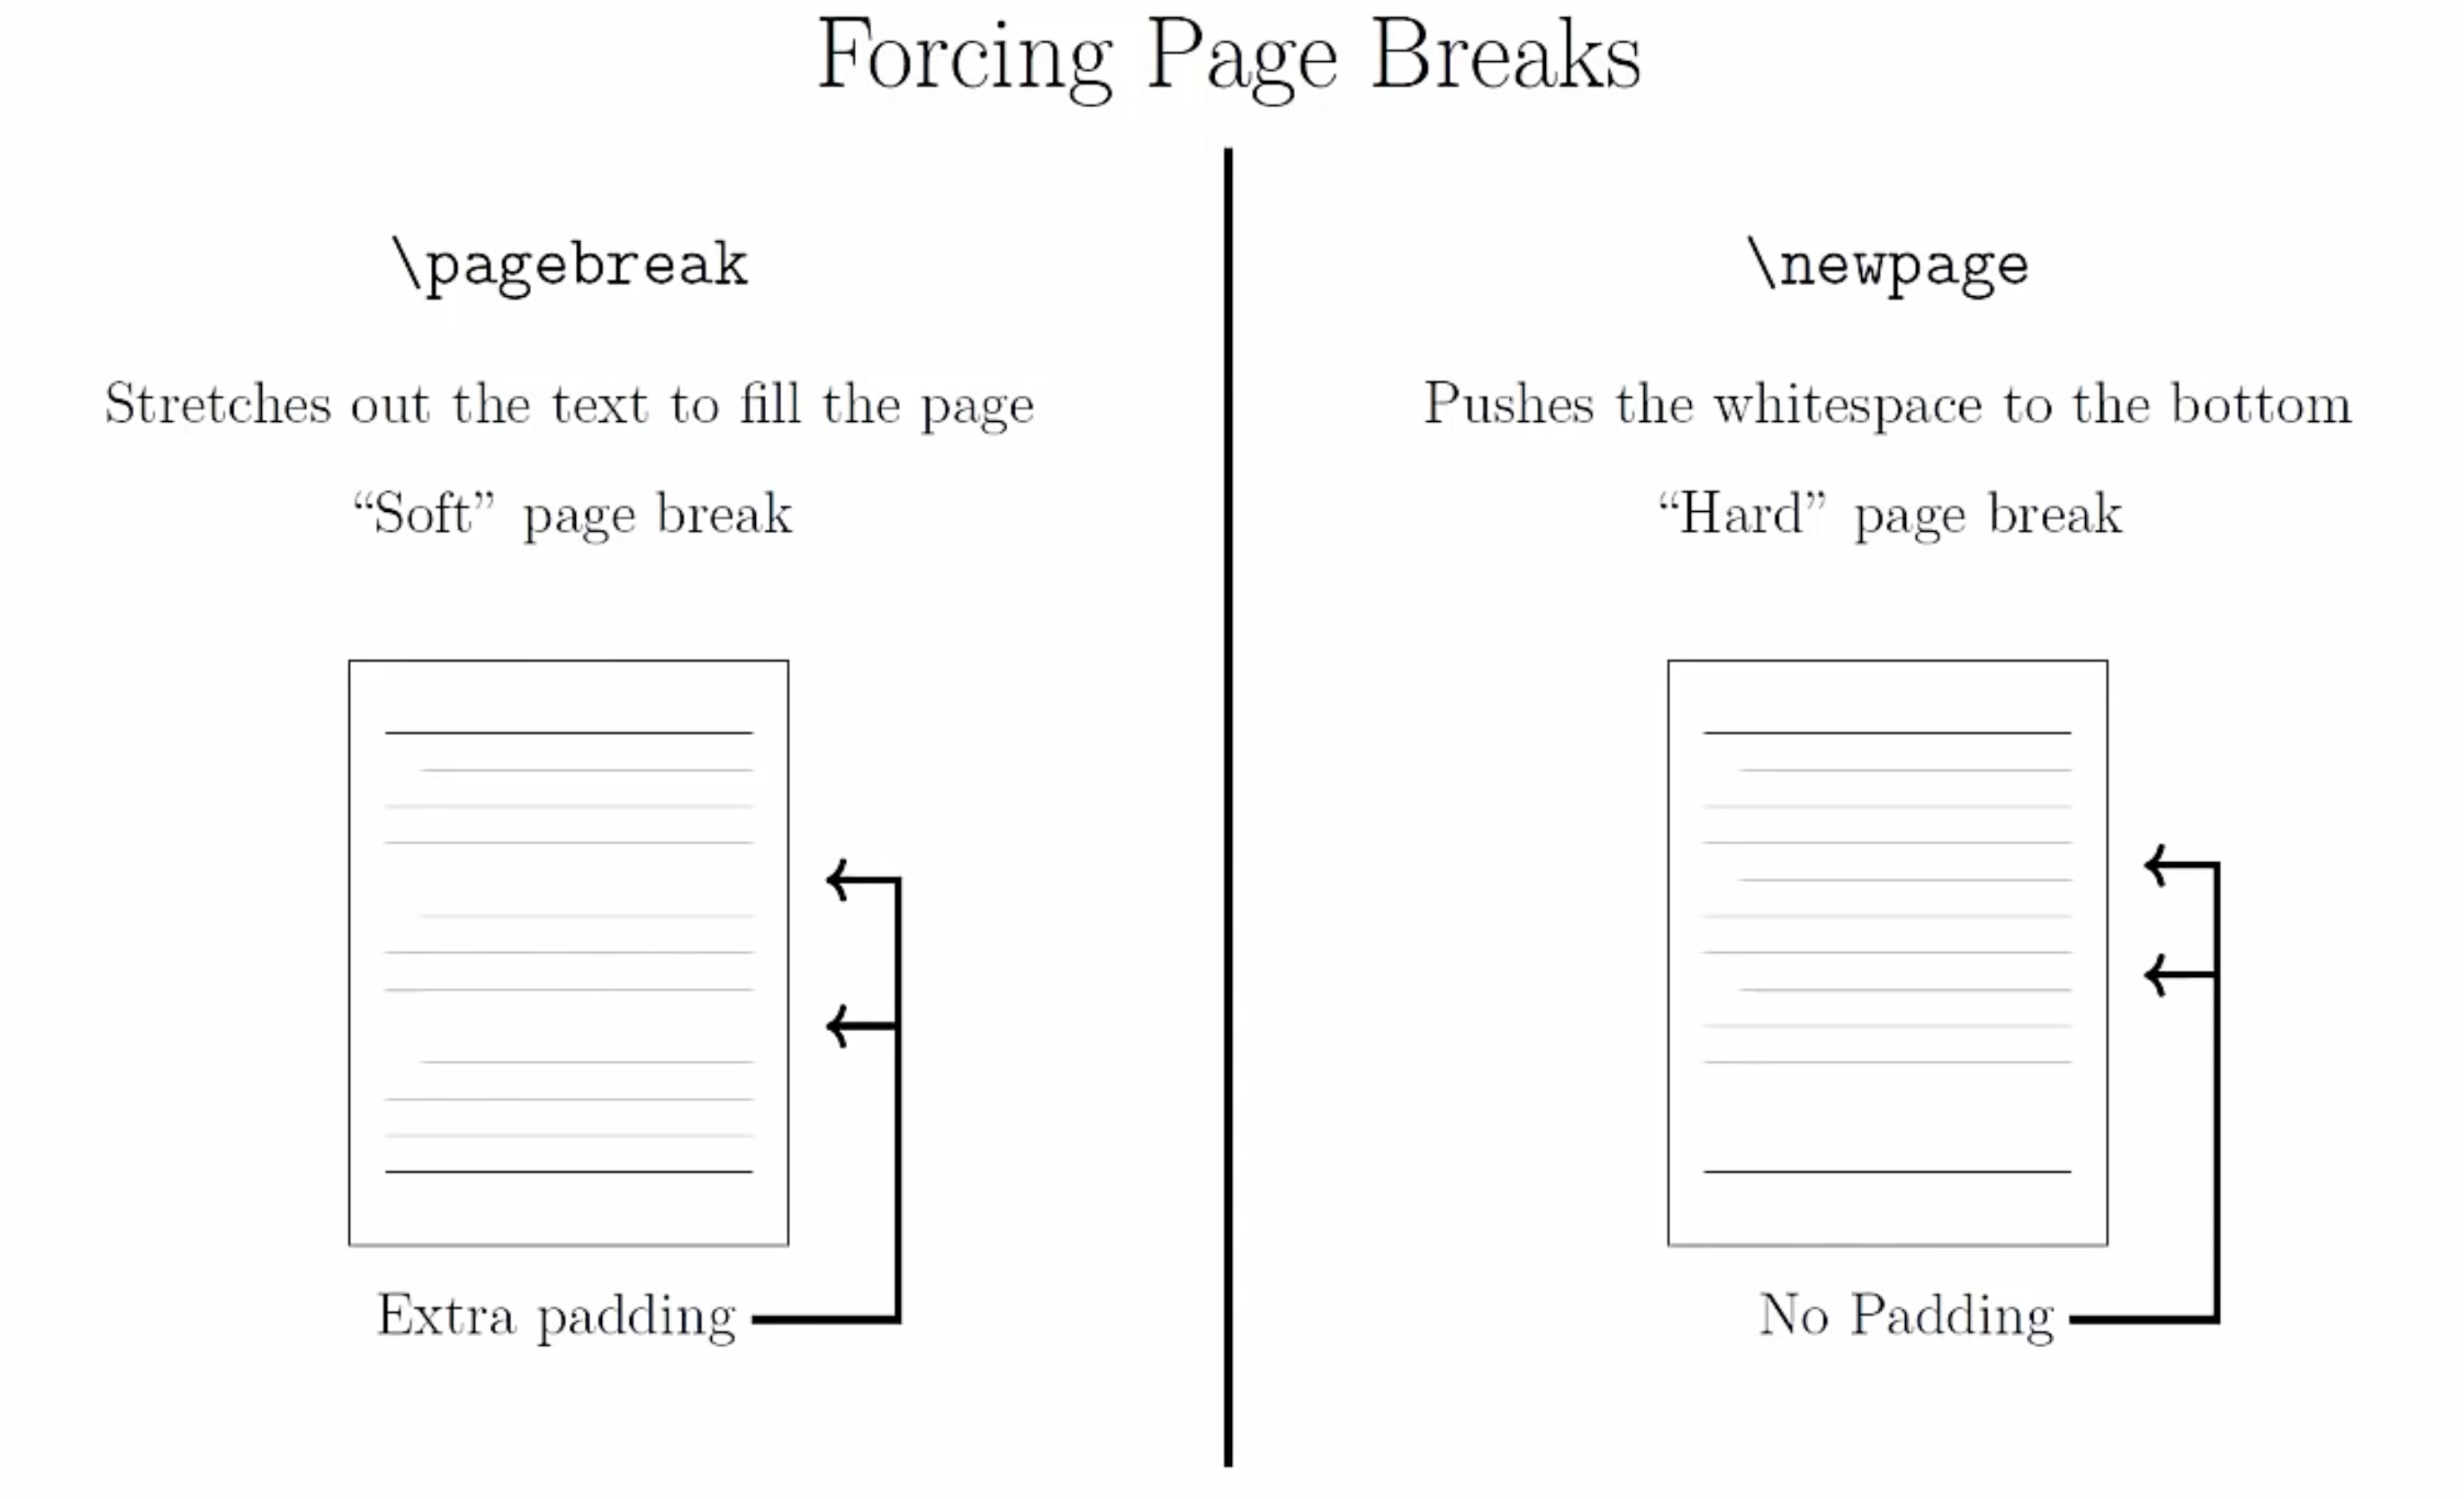 Forcing Page Breaks
\pagebreak
Stretches out the text to fill the page
“Soft” page break
Extra padding
\newpage
Pushes the whitespace to the bottom
“Hard” page break
No Padding